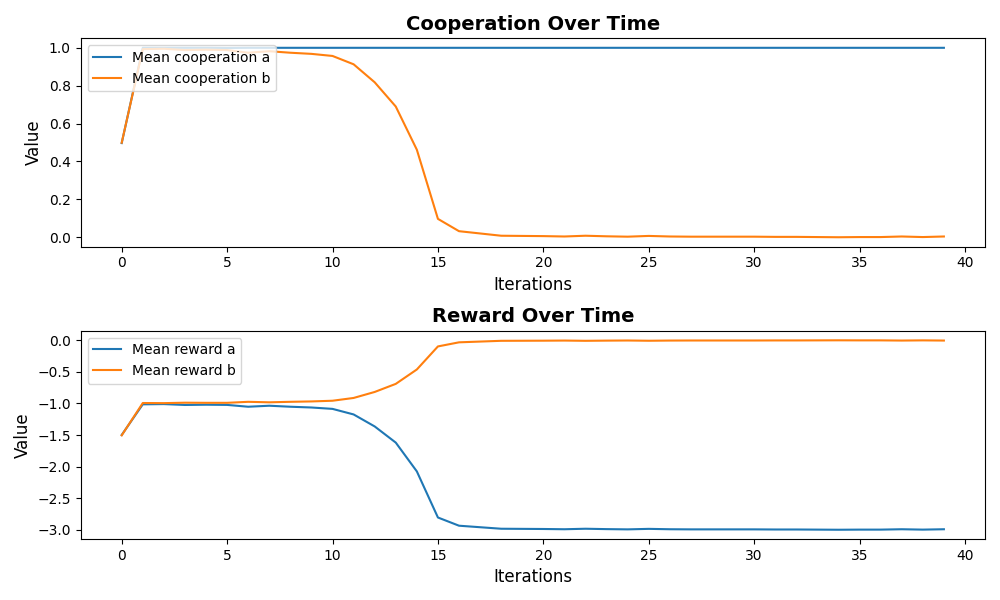 Cooperation Over Time
Mean cooperation a
Mean cooperation b
Value
1.0
0.8
0.6
0.4
0.2
0.0
0 5 10 15 20 25 30 35 40
Iterations
Reward Over Time
Mean reward a
Mean reward b
Value
0.0
−0.5
−1.0
−1.5
−2.0
−2.5
−3.0
0 5 10 15 20 25 30 35 40
Iterations